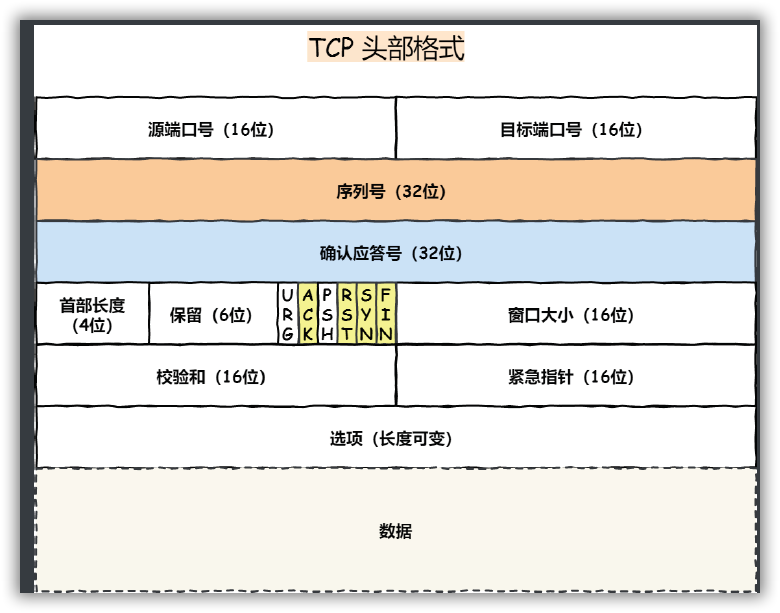 TCP 头部格式
源端口号（16位）
目标端口号（16位）
序列号（32位）
确认应答号（32位）
首部长度
（4位）
保留（6位）
URG
ACK
PSH
RST
SYN
FIN
窗口大小（16位）
校验和（16位）
紧急指针（16位）
选项（长度可变）
数据